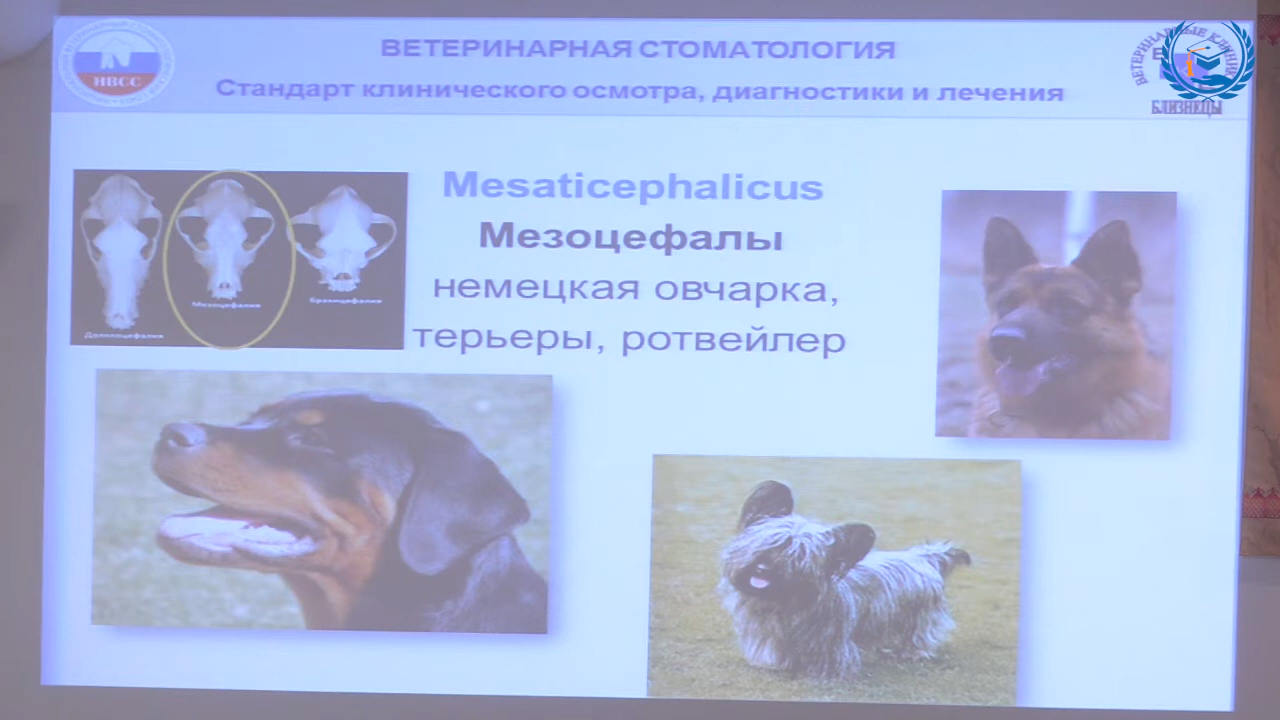 ВЕТЕРИНАРНАЯ СТОМАТОЛОГИЯ
Стандарт клинического осмотра, диагностики и лечения
НВСС
ВЕТЕРИНАРНЫЕ КЛИНИКИ
БЛИЗНЕЦЫ
Mesaticephalicus
Мезоцефалы
немецкая овчарка,
терьеры, ротвейлер
Долихоцефалия
Мезоцефалия
Брахицефалия